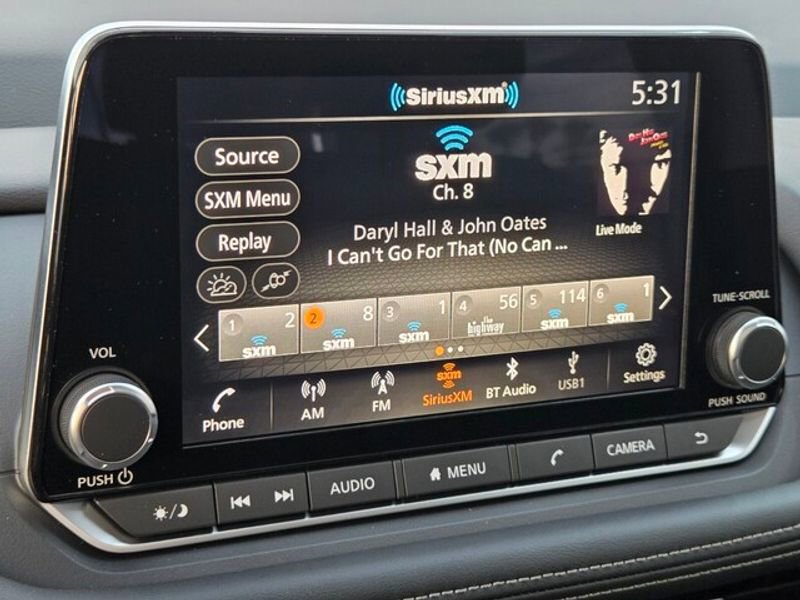 SiriusXM
5:31
Source
SXM Menu
Replay
sxm
Ch. 8
Daryl Hall & John Oates
I Can't Go For That (No Can ...
Live Mode
1 2 sxm
2 8 sxm
3 1 sxm
4 56 the highway
5 114 sxm
6 1 sxm
Phone
AM
FM
sxm
SiriusXM
BT Audio
USB1
Settings
VOL
PUSH
TUNE·SCROLL
PUSH SOUND
AUDIO
MENU
CAMERA